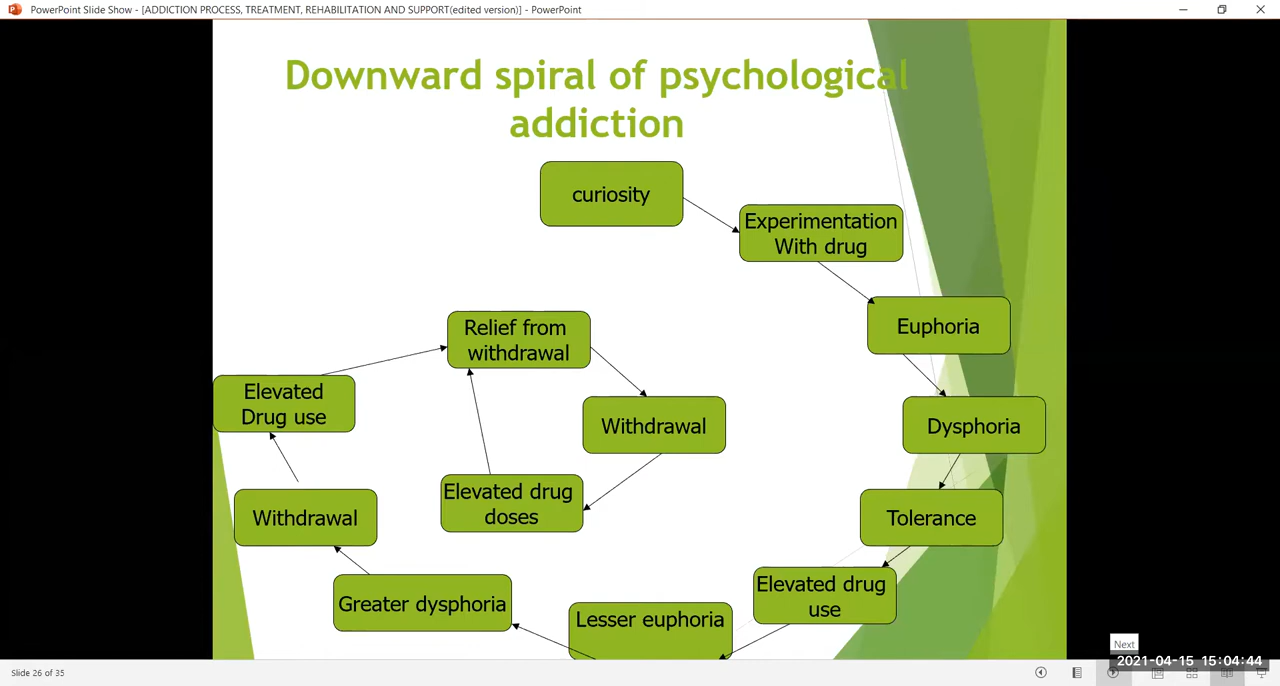 PowerPoint Slide Show - [ADDICTION PROCESS, TREATMENT, REHABILITATION AND SUPPORT(edited version)] - PowerPoint
Downward spiral of psychological
addiction
curiosity
Experimentation
With drug
Euphoria
Dysphoria
Tolerance
Elevated drug
use
Lesser euphoria
Greater dysphoria
Withdrawal
Elevated
Drug use
Relief from
withdrawal
Withdrawal
Elevated drug
doses
Next
2021-04-15 15:04:44
Slide 26 of 35